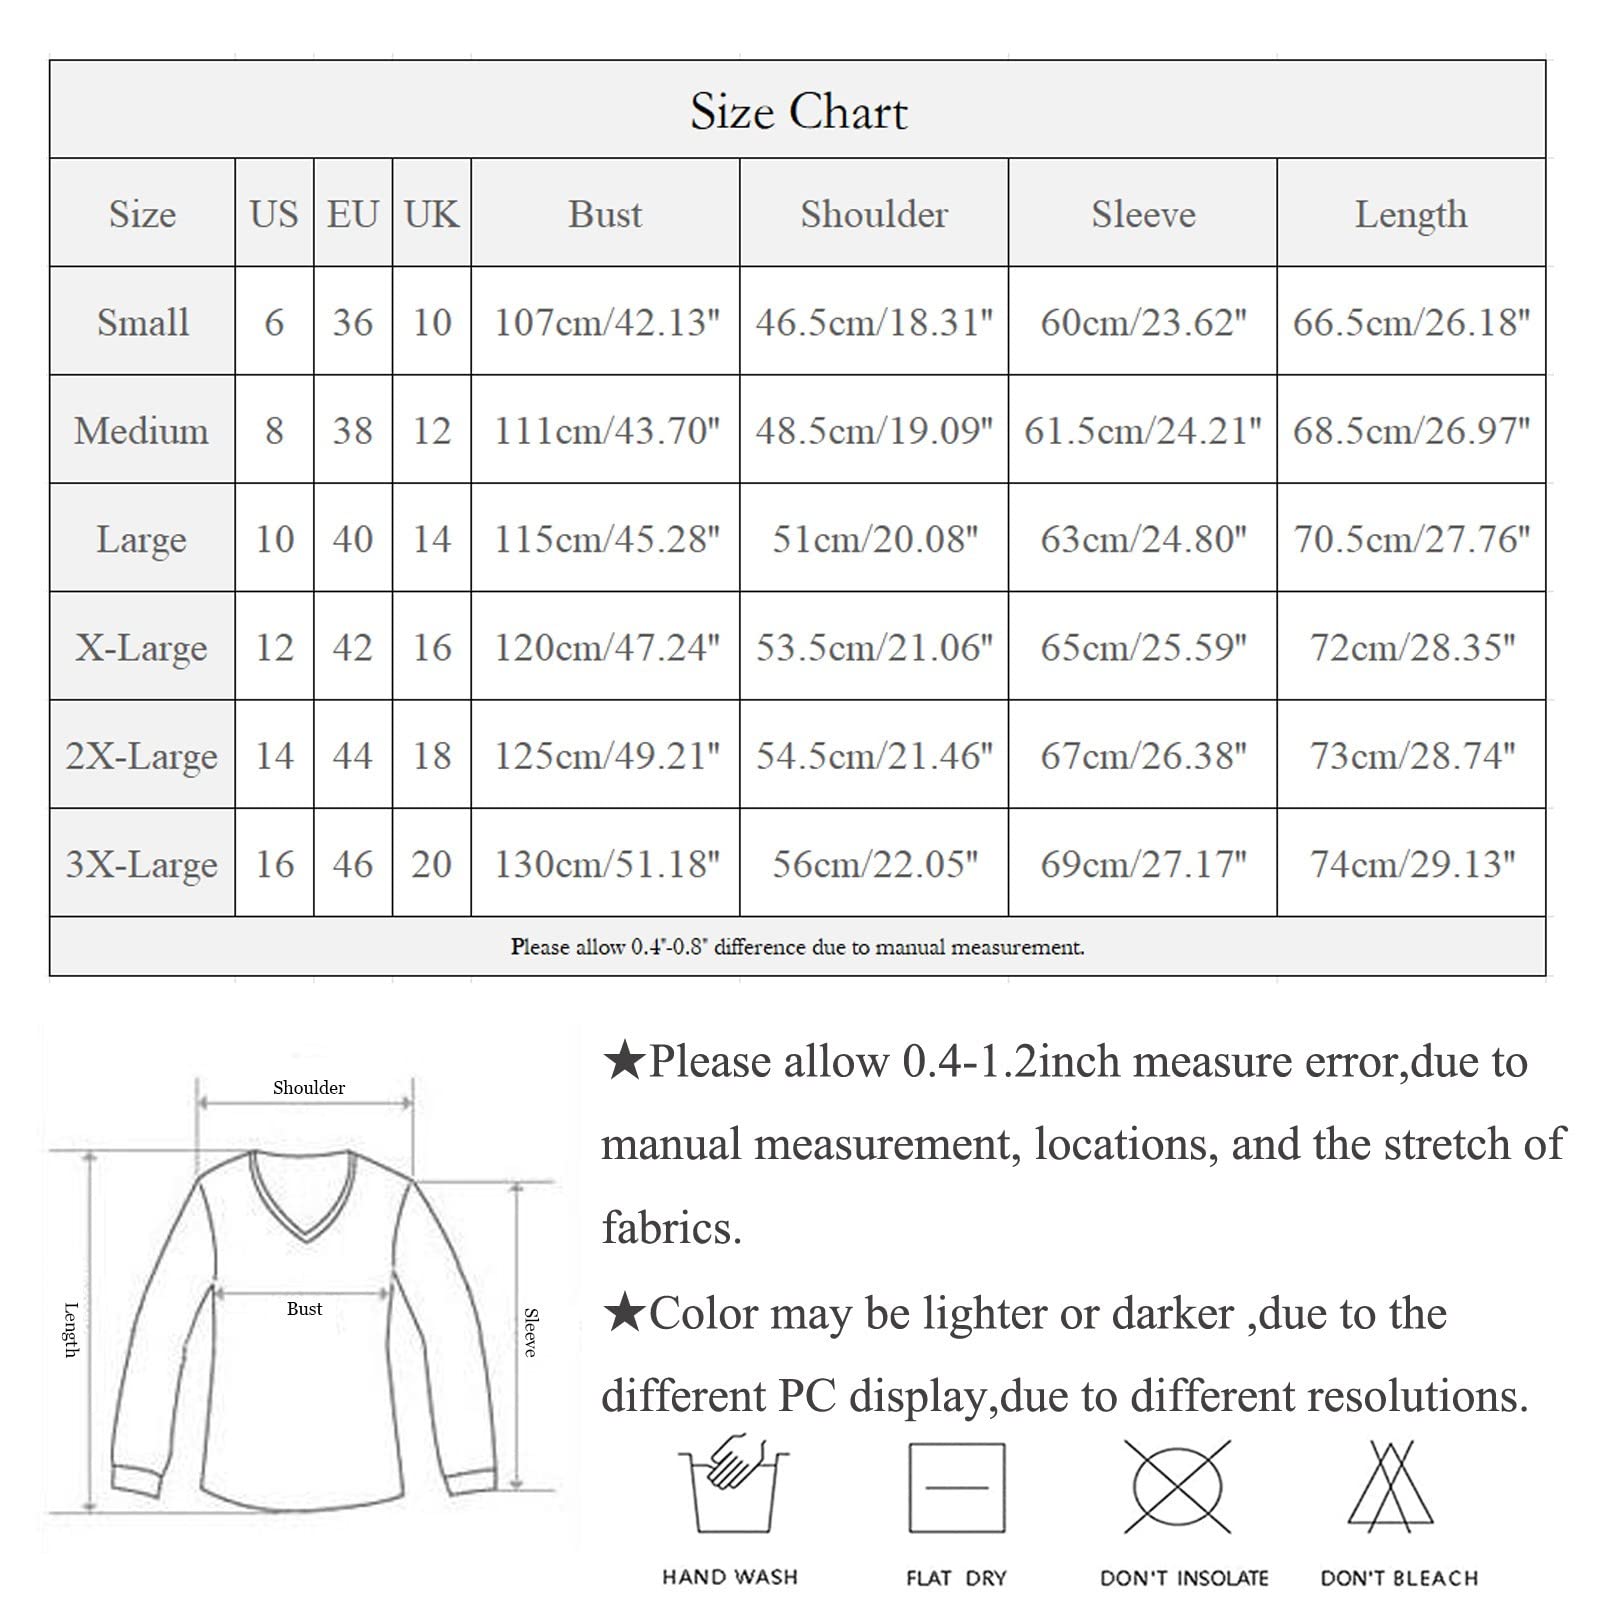 Size Chart
Size US EU UK Bust Shoulder Sleeve Length
Small 6 36 10 107cm/42.13" 46.5cm/18.31" 60cm/23.62" 66.5cm/26.18"
Medium 8 38 12 111cm/43.70" 48.5cm/19.09" 61.5cm/24.21" 68.5cm/26.97"
Large 10 40 14 115cm/45.28" 51cm/20.08" 63cm/24.80" 70.5cm/27.76"
X-Large 12 42 16 120cm/47.24" 53.5cm/21.06" 65cm/25.59" 72cm/28.35"
2X-Large 14 44 18 125cm/49.21" 54.5cm/21.46" 67cm/26.38" 73cm/28.74"
3X-Large 16 46 20 130cm/51.18" 56cm/22.05" 69cm/27.17" 74cm/29.13"
Please allow 0.4"-0.8" difference due to manual measurement.
Shoulder
Length
Bust
Sleeve
★Please allow 0.4-1.2inch measure error,due to
manual measurement, locations, and the stretch of
fabrics.
★Color may be lighter or darker ,due to the
different PC display,due to different resolutions.
HAND WASH
FLAT DRY
DON'T INSOLATE
DON'T BLEACH